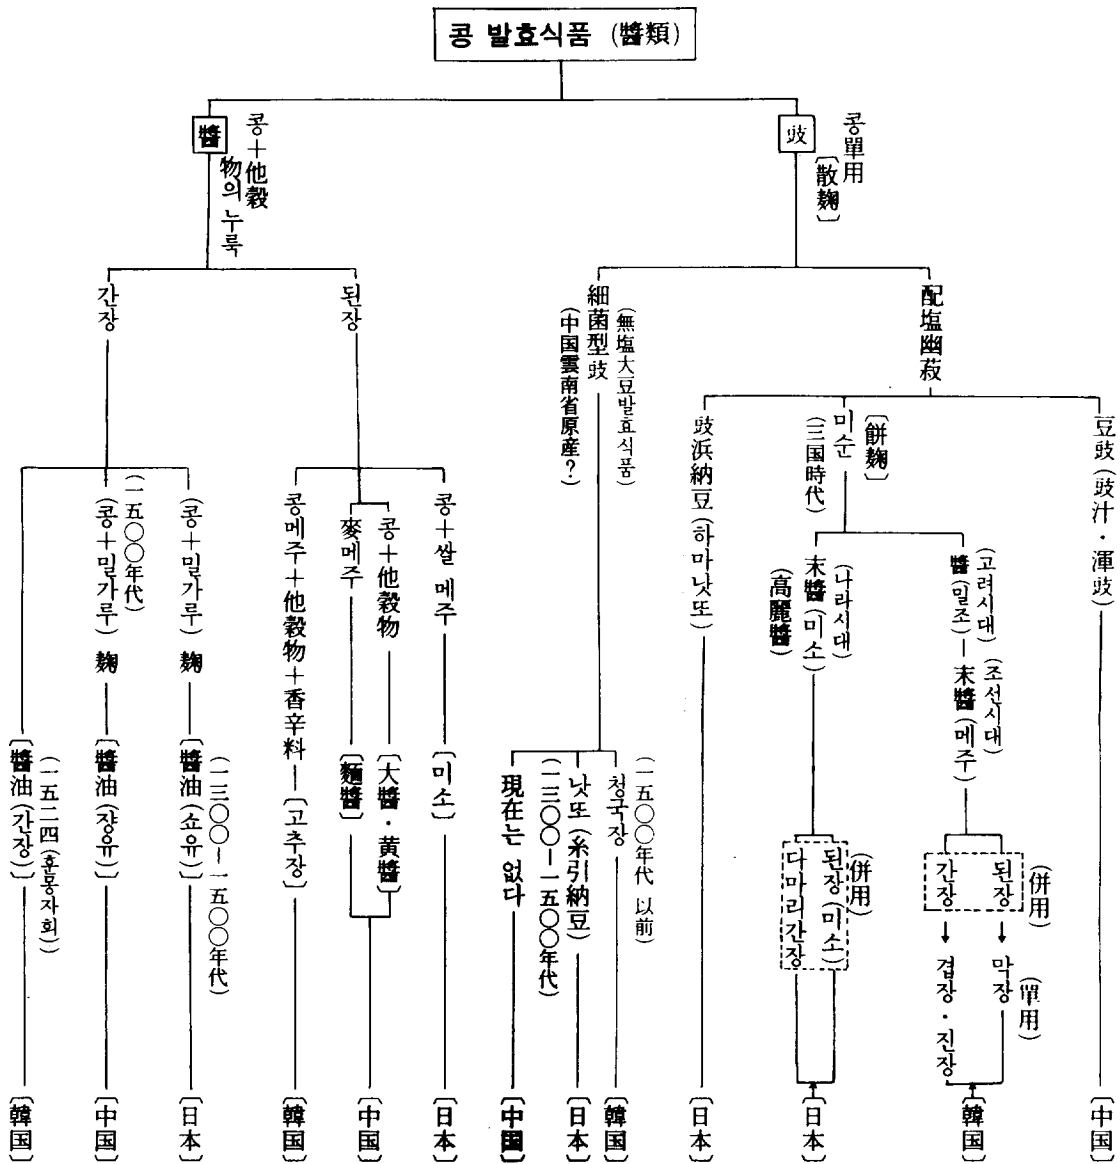 콩 발효식품 (醬類)
醬
콩＋他穀
物의 누룩
豉
콩單用
〔散麴〕
간장
된장
細菌型豉
(無塩大豆발효식품)
(中国雲南省原産？)
配塩幽菽
豉浜納豆(하마낫또)
미순
〔餠麴〕
(三国時代)
豆豉(豉汁・渾豉)
(콩＋밀가루) 麴
(一五〇〇年代)
(콩＋밀가루) 麴
콩메주＋他穀物＋香辛料
〔고추장〕
麥메주
콩＋他穀物
콩＋쌀 메주
末醬(미소)
(나라시대)
(高麗醬)
醬(밀조)
(고려시대)
末醬(메주)
(조선시대)
〔醬油(간장)〕
(一五二四(훈몽자회))
〔醬油(쟝유)〕
〔醬油(쇼유)〕
(一三〇〇－一五〇〇年代)
〔麵醬〕
〔大醬・黃醬〕
〔미소〕
現在는 없다
낫또(糸引納豆)
(一三〇〇－一五〇〇年代)
청국장
(一五〇〇年代 以前)
다마리간장
된장(미소)
(併用)
간장
된장
(併用)
겹장・진장
막장
(單用)
〔韓国〕
〔中国〕
〔日本〕
〔韓国〕
〔中国〕
〔日本〕
〔中国〕
〔日本〕
〔韓国〕
〔日本〕
〔日本〕
〔韓国〕
〔中国〕